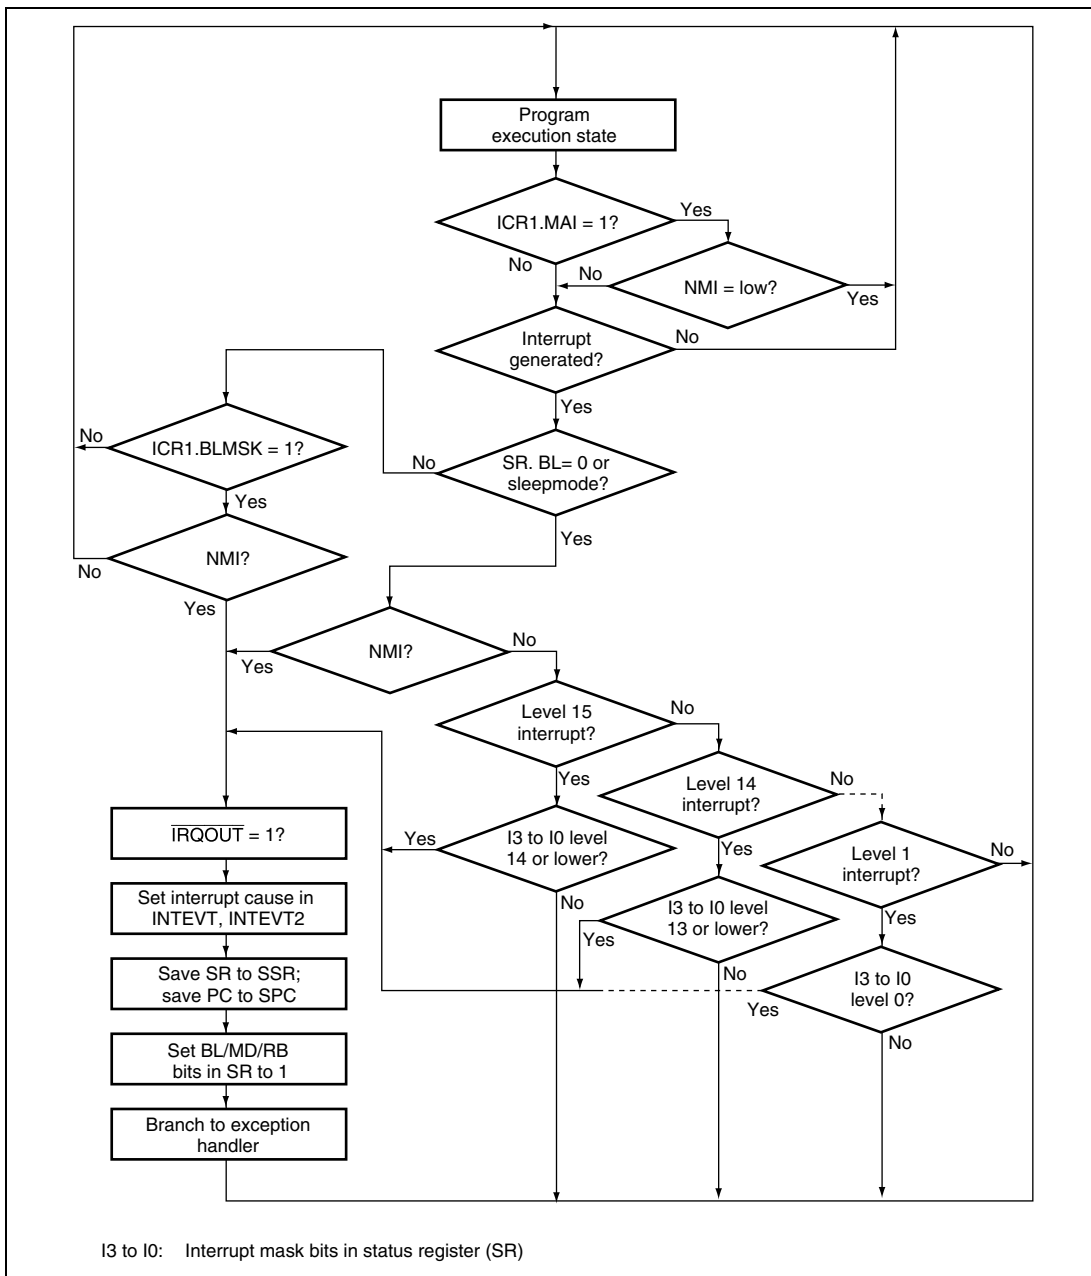 Program
execution state
ICR1.MAI = 1?
Yes
No
NMI = low?
No
Yes
Interrupt
generated?
No
Yes
ICR1.BLMSK = 1?
No
Yes
SR. BL= 0 or
sleepmode?
No
Yes
NMI?
No
Yes
NMI?
No
Yes
Level 15
interrupt?
No
Yes
Level 14
interrupt?
No
Yes
IRQOUT = 1?
I3 to I0 level
14 or lower?
Yes
No
Level 1
interrupt?
No
Yes
Set interrupt cause in
INTEVT, INTEVT2
I3 to I0 level
13 or lower?
Yes
No
Save SR to SSR;
save PC to SPC
I3 to I0
level 0?
Yes
No
Set BL/MD/RB
bits in SR to 1
Branch to exception
handler
I3 to I0: Interrupt mask bits in status register (SR)